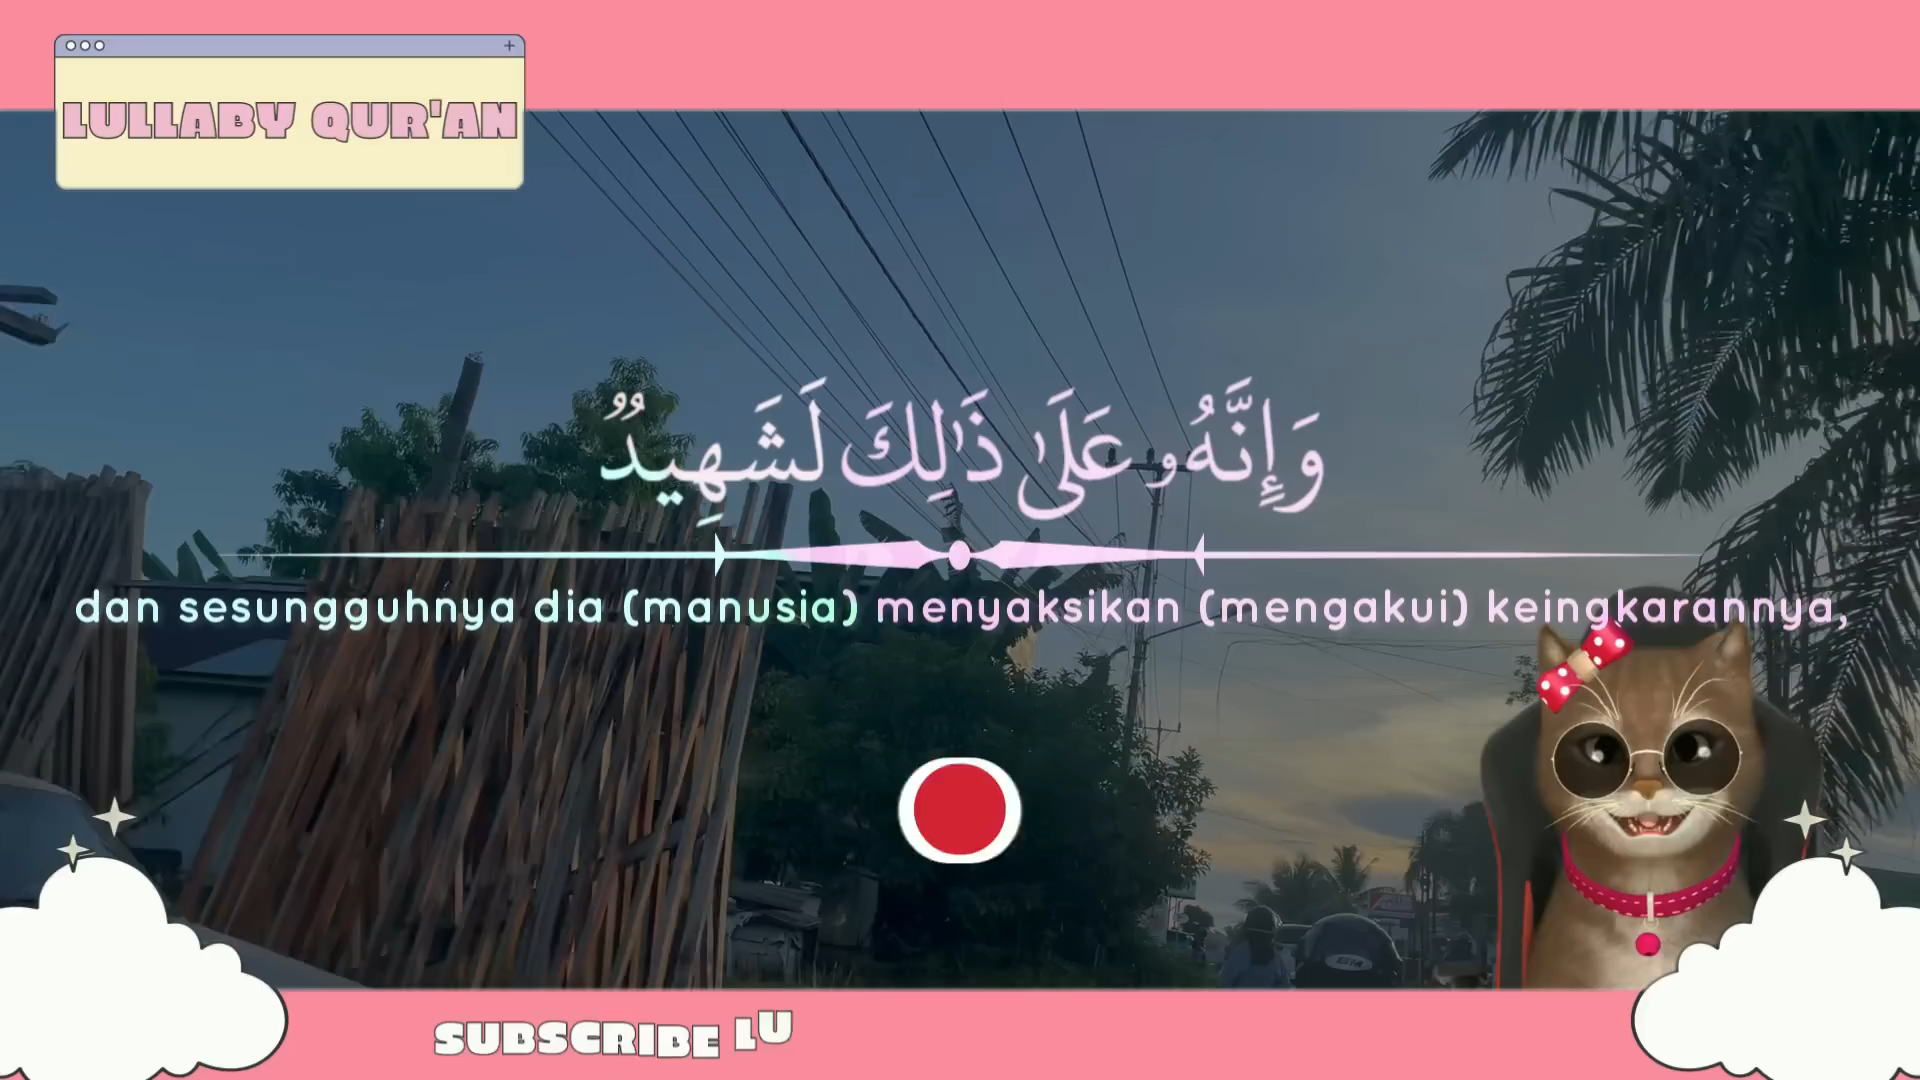 LULLABY QUR'AN
وَإِنَّهُۥ عَلَىٰ ذَٰلِكَ لَشَهِيدٌ
dan sesungguhnya dia (manusia) menyaksikan (mengakui) keingkarannya,
SUBSCRIBE LU